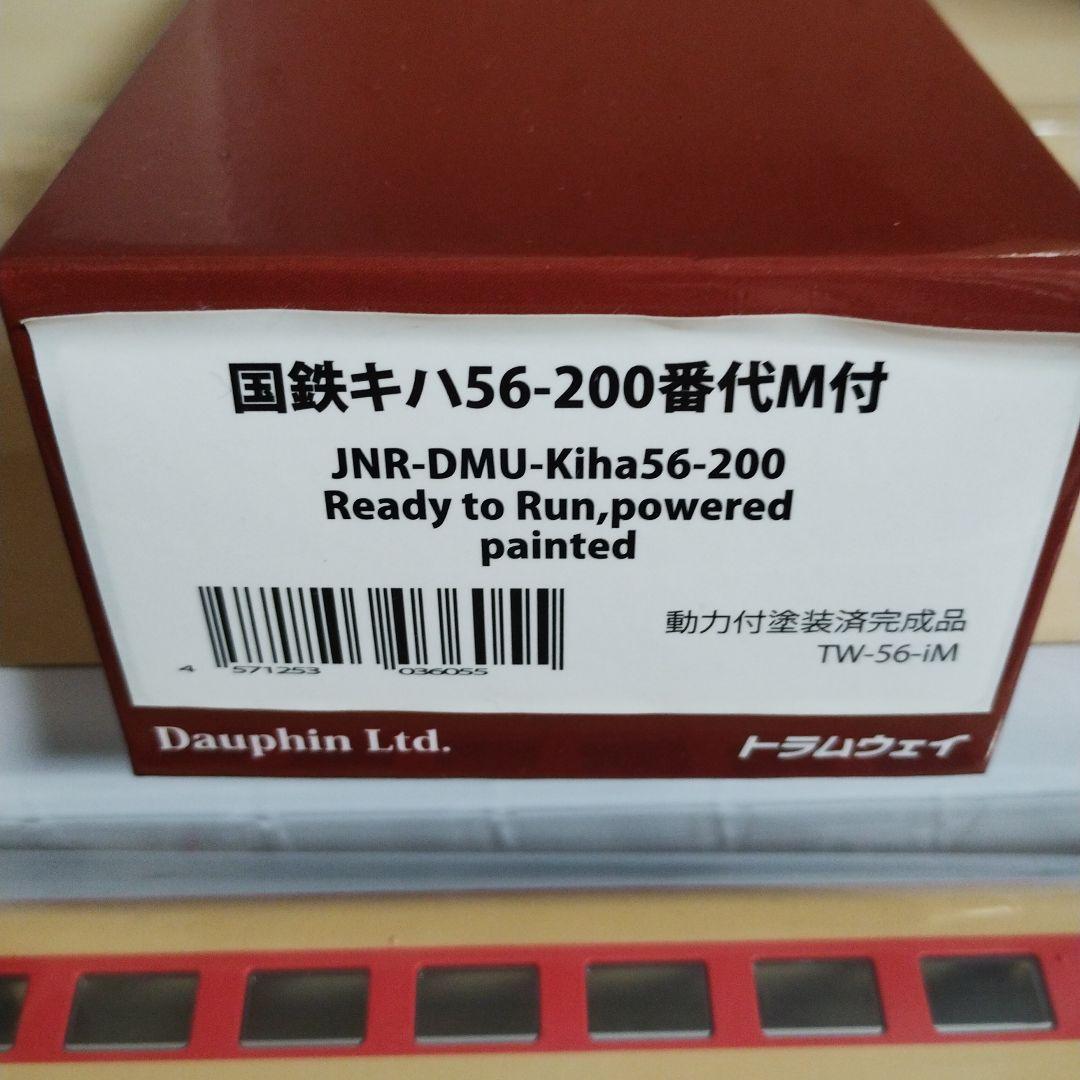 国鉄キハ56-200番代M付
JNR-DMU-Kiha56-200
Ready to Run,powered
painted
4 571253 036055
動力付塗装済完成品
TW-56-iM
Dauphin Ltd.
トラムウェイ